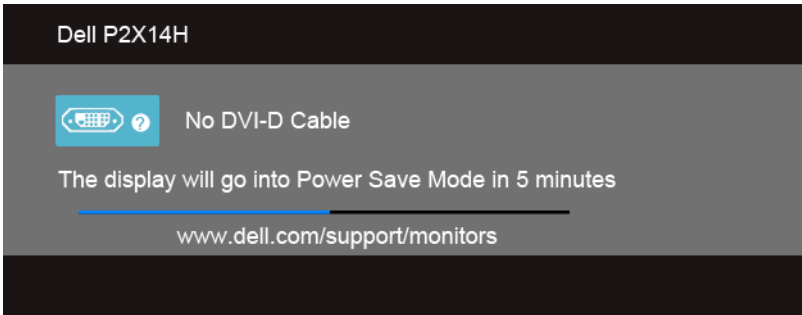 Dell P2X14H
No DVI-D Cable
The display will go into Power Save Mode in 5 minutes
www.dell.com/support/monitors